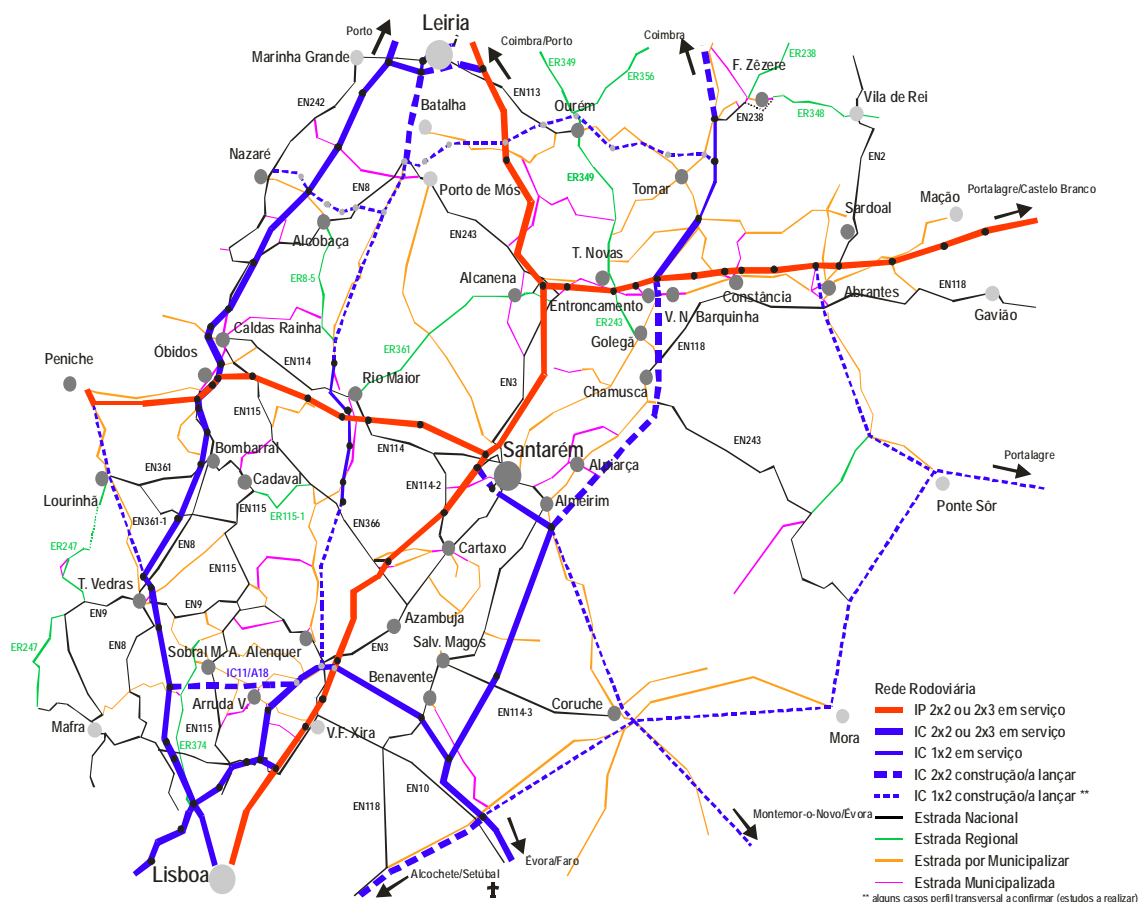 Leiria
Porto
Coimbra/Porto
Coimbra
Marinha Grande
ER349
ER356
ER238
F. Zêzere
EN242
Batalha
EN113
Ourém
EN238
ER348
Vila de Rei
EN2
Nazaré
EN8
Porto de Mós
ER349
Tomar
Sardoal
Mação
Portalagre/Castelo Branco
Alcobaça
EN243
T. Novas
ER8-5
Alcanena
Entroncamento
Constância
Abrantes
EN118
Gavião
ER243
V. N. Barquinha
Golegã
EN118
Caldas Rainha
Óbidos
EN114
ER361
Peniche
Rio Maior
EN3
Chamusca
EN115
EN243
Bombarral
EN114
Santarém
EN361
Cadaval
Alpiarça
Portalagre
Lourinhã
EN114-2
Almeirim
Ponte Sôr
EN361-1
EN115
ER115-1
EN366
EN8
ER247
EN115
Cartaxo
T. Vedras
EN9
EN9
Azambuja
ER247
EN8
Sobral M. A.
Alenquer
EN3
Salv. Magos
IC11/A18
Benavente
Arruda V.
Coruche
EN114-3
Mafra
EN115
V.F. Xira
Mora
ER374
EN118
EN10
Montemor-o-Novo/Évora
Évora/Faro
Alcochete/Setúbal
Lisboa
Rede Rodoviária
IP 2x2 ou 2x3 em serviço
IC 2x2 ou 2x3 em serviço
IC 1x2 em serviço
IC 2x2 construção/a lançar
IC 1x2 construção/a lançar **
Estrada Nacional
Estrada Regional
Estrada por Municipalizar
Estrada Municipalizada
** alguns casos perfil transversal a confirmar (estudos a realizar)